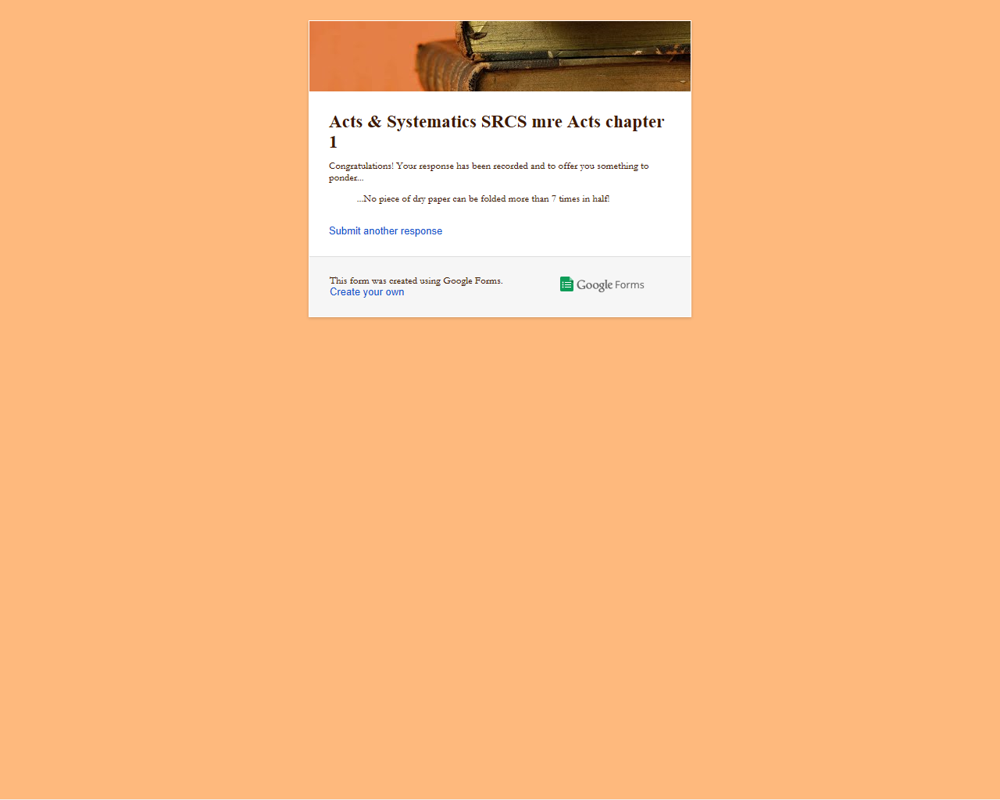 Acts & Systematics SRCS mre Acts chapter
1
Congratulations! Your response has been recorded and to offer you something to
ponder...
...No piece of dry paper can be folded more than 7 times in half!
Submit another response
This form was created using Google Forms.
Create your own
Google Forms